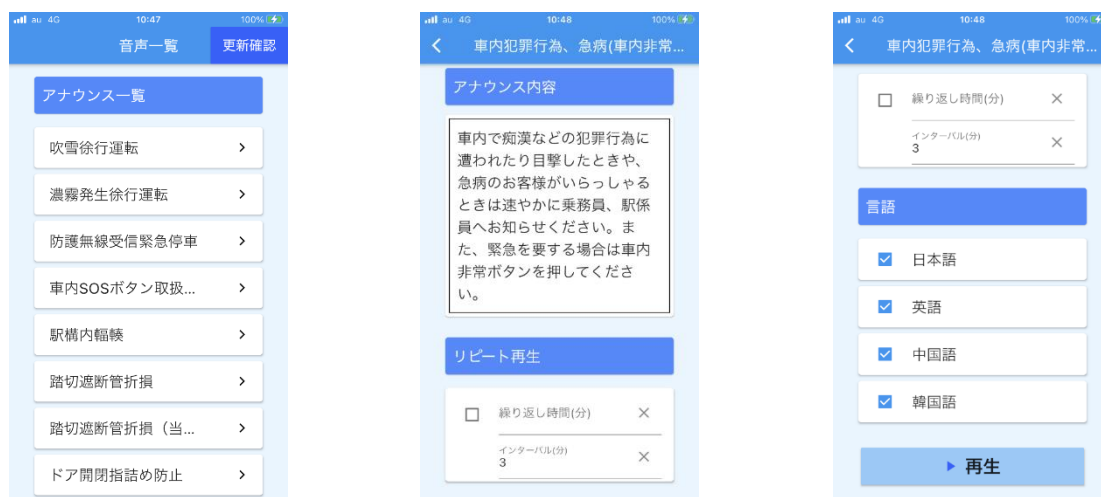 au 4G 10:47 100%
音声一覧 更新確認
アナウンス一覧
吹雪徐行運転
濃霧発生徐行運転
防護無線受信緊急停車
車内SOSボタン取扱...
駅構内輻輳
踏切遮断管折損
踏切遮断管折損（当...
ドア開閉指詰め防止
au 4G 10:48 100%
車内犯罪行為、急病(車内非常...
アナウンス内容
車内で痴漢などの犯罪行為に
遭われたり目撃したときや、
急病のお客様がいらっしゃる
ときは速やかに乗務員、駅係
員へお知らせください。ま
た、緊急を要する場合は車内
非常ボタンを押してくださ
い。
リピート再生
繰り返し時間(分)
インターバル(分)
3
au 4G 10:48 100%
車内犯罪行為、急病(車内非常...
繰り返し時間(分)
インターバル(分)
3
言語
日本語
英語
中国語
韓国語
再生